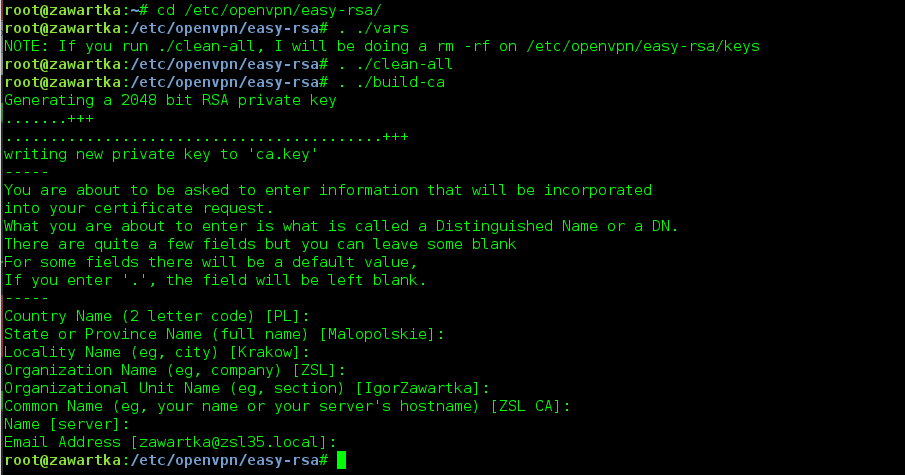 root@zawartka:~# cd /etc/openvpn/easy-rsa/
root@zawartka:/etc/openvpn/easy-rsa# . ./vars
NOTE: If you run ./clean-all, I will be doing a rm -rf on /etc/openvpn/easy-rsa/keys
root@zawartka:/etc/openvpn/easy-rsa# . ./clean-all
root@zawartka:/etc/openvpn/easy-rsa# . ./build-ca
Generating a 2048 bit RSA private key
.......+++
..........................................+++
writing new private key to 'ca.key'
-----
You are about to be asked to enter information that will be incorporated
into your certificate request.
What you are about to enter is what is called a Distinguished Name or a DN.
There are quite a few fields but you can leave some blank
For some fields there will be a default value,
If you enter '.', the field will be left blank.
-----
Country Name (2 letter code) [PL]:
State or Province Name (full name) [Malopolskie]:
Locality Name (eg, city) [Krakow]:
Organization Name (eg, company) [ZSL]:
Organizational Unit Name (eg, section) [IgorZawartka]:
Common Name (eg, your name or your server's hostname) [ZSL CA]:
Name [server]:
Email Address [zawartka@zsl35.local]:
root@zawartka:/etc/openvpn/easy-rsa#